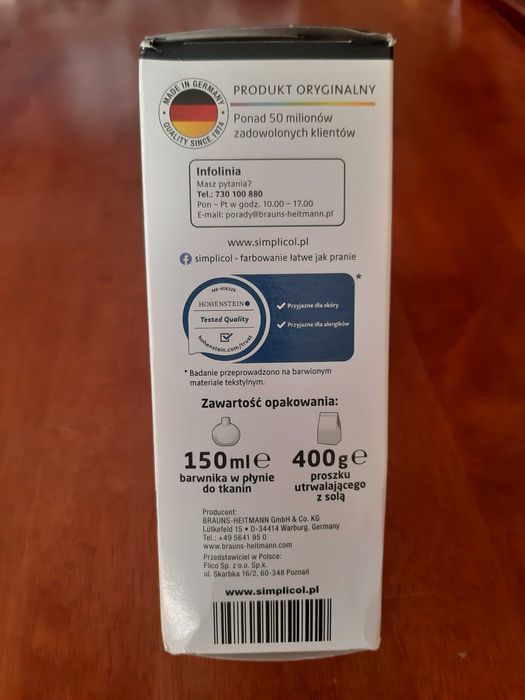 MADE IN GERMANY
QUALITY SINCE 1874
PRODUKT ORYGINALNY
Ponad 50 milionów
zadowolonych klientów
Infolinia
Masz pytania?
Tel.: 730 100 880
Pon – Pt w godz. 10.00 – 17.00
E-mail: porady@brauns-heitmann.pl
www.simplicol.pl
simplicol - farbowanie łatwe jak pranie
ME-406328
HOHENSTEIN
Tested Quality
hohenstein.com/trust
Przyjazne dla skóry
Przyjazne dla alergików
*
* Badanie przeprowadzono na barwionym
materiale tekstylnym.
Zawartość opakowania:
150ml℮ 400g℮
barwnika w płynie
do tkanin
proszku
utrwalającego
z solą
Producent:
BRAUNS-HEITMANN GmbH & Co. KG
Lütkefeld 15 • D-34414 Warburg, Germany
Tel.: +49 5641 95 0
www.brauns-heitmann.com
Przedstawiciel w Polsce:
Flico Sp. z o.o. Sp.k.
ul. Skarbka 16/2, 60-348 Poznań
www.simplicol.pl